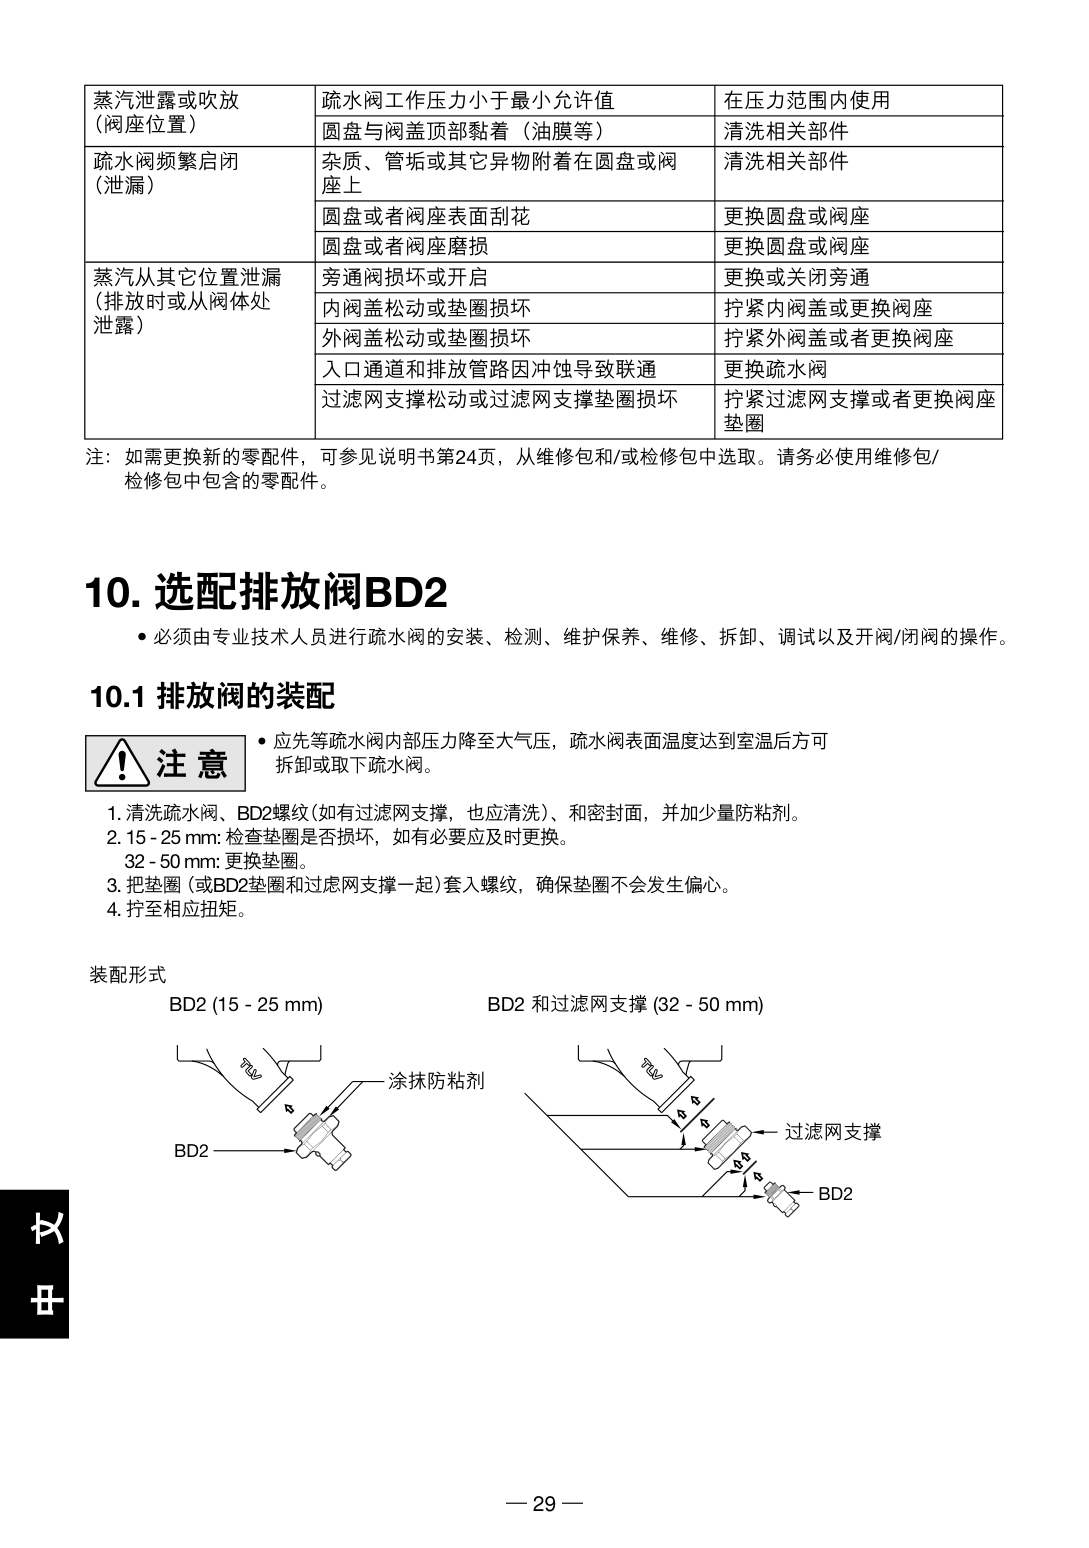 蒸汽泄露或吹放
（阀座位置）
疏水阀工作压力小于最小允许值
在压力范围内使用
圆盘与阀盖顶部黏着（油膜等）
清洗相关部件
疏水阀频繁启闭
（泄漏）
杂质、管垢或其它异物附着在圆盘或阀
座上
清洗相关部件
圆盘或者阀座表面刮花
更换圆盘或阀座
圆盘或者阀座磨损
更换圆盘或阀座
蒸汽从其它位置泄漏
（排放时或从阀体处
泄露）
旁通阀损坏或开启
更换或关闭旁通
内阀盖松动或垫圈损坏
拧紧内阀盖或更换阀座
外阀盖松动或垫圈损坏
拧紧外阀盖或者更换阀座
入口通道和排放管路因冲蚀导致联通
更换疏水阀
过滤网支撑松动或过滤网支撑垫圈损坏
拧紧过滤网支撑或者更换阀座
垫圈
注：如需更换新的零配件，可参见说明书第24页，从维修包和/或检修包中选取。请务必使用维修包/
检修包中包含的零配件。
10. 选配排放阀BD2
• 必须由专业技术人员进行疏水阀的安装、检测、维护保养、维修、拆卸、调试以及开阀/闭阀的操作。
10.1 排放阀的装配
注 意
• 应先等疏水阀内部压力降至大气压，疏水阀表面温度达到室温后方可
拆卸或取下疏水阀。
1. 清洗疏水阀、BD2螺纹（如有过滤网支撑，也应清洗）、和密封面，并加少量防粘剂。
2. 15 - 25 mm: 检查垫圈是否损坏，如有必要应及时更换。
32 - 50 mm: 更换垫圈。
3. 把垫圈（或BD2垫圈和过虑网支撑一起）套入螺纹，确保垫圈不会发生偏心。
4. 拧至相应扭矩。
装配形式
BD2 (15 - 25 mm)
BD2 和过滤网支撑 (32 - 50 mm)
TLV
涂抹防粘剂
BD2
TLV
过滤网支撑
BD2
中 文
— 29 —